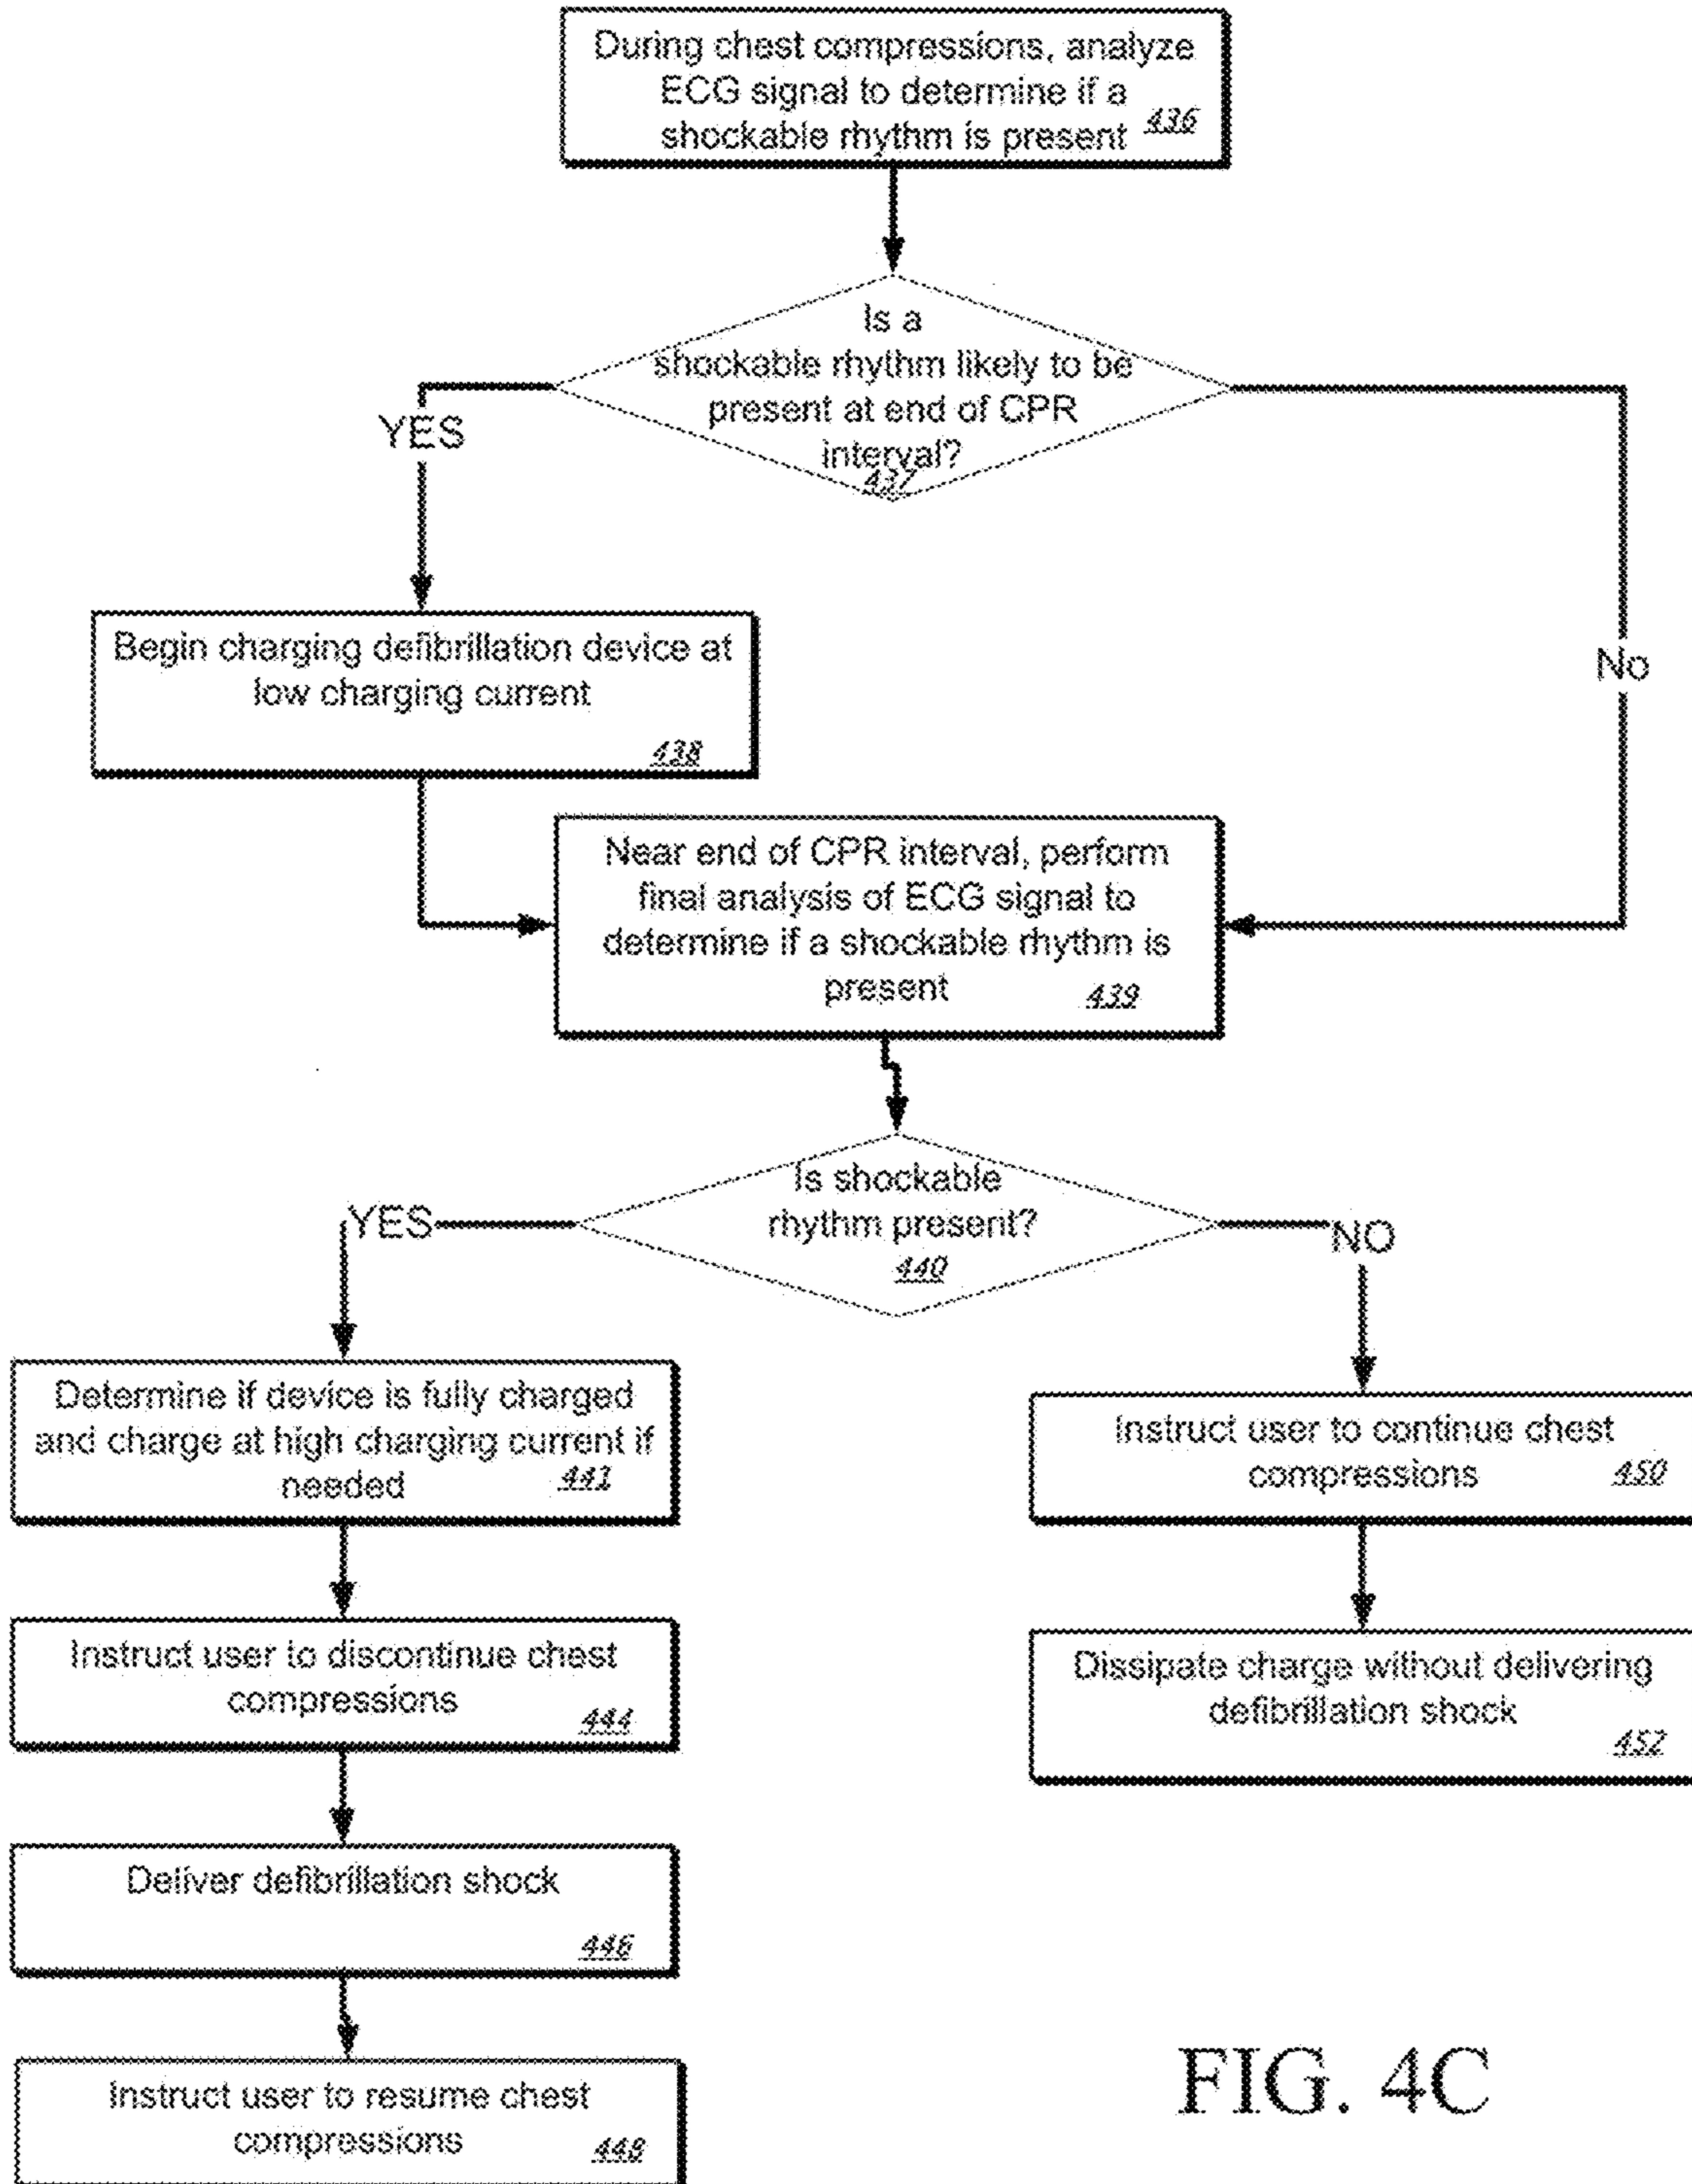 During chest compressions, analyze
ECG signal to determine if a
shockable rhythm is present 436
Is a
shockable rhythm likely to be
present at end of CPR
interval?
437
YES
No
Begin charging defibrillation device at
low charging current
438
Near end of CPR interval, perform
final analysis of ECG signal to
determine if a shockable rhythm is
present 439
Is shockable
rhythm present?
440
YES
NO
Determine if device is fully charged
and charge at high charging current if
needed 441
Instruct user to continue chest
compressions 450
Instruct user to discontinue chest
compressions
444
Dissipate charge without delivering
defibrillation shock
452
Deliver defibrillation shock
446
Instruct user to resume chest
compressions 448
FIG. 4C